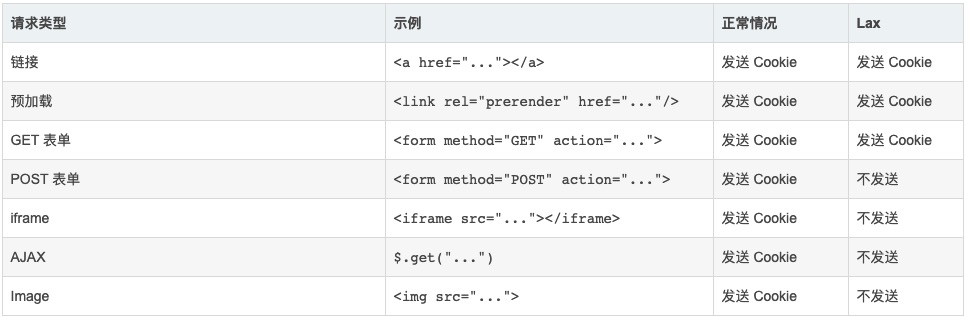 请求类型 示例 正常情况 Lax
链接 <a href="..."></a> 发送 Cookie 发送 Cookie
预加载 <link rel="prerender" href="..."/> 发送 Cookie 发送 Cookie
GET 表单 <form method="GET" action="..."> 发送 Cookie 发送 Cookie
POST 表单 <form method="POST" action="..."> 发送 Cookie 不发送
iframe <iframe src="..."></iframe> 发送 Cookie 不发送
AJAX $.get("...") 发送 Cookie 不发送
Image <img src="..."> 发送 Cookie 不发送